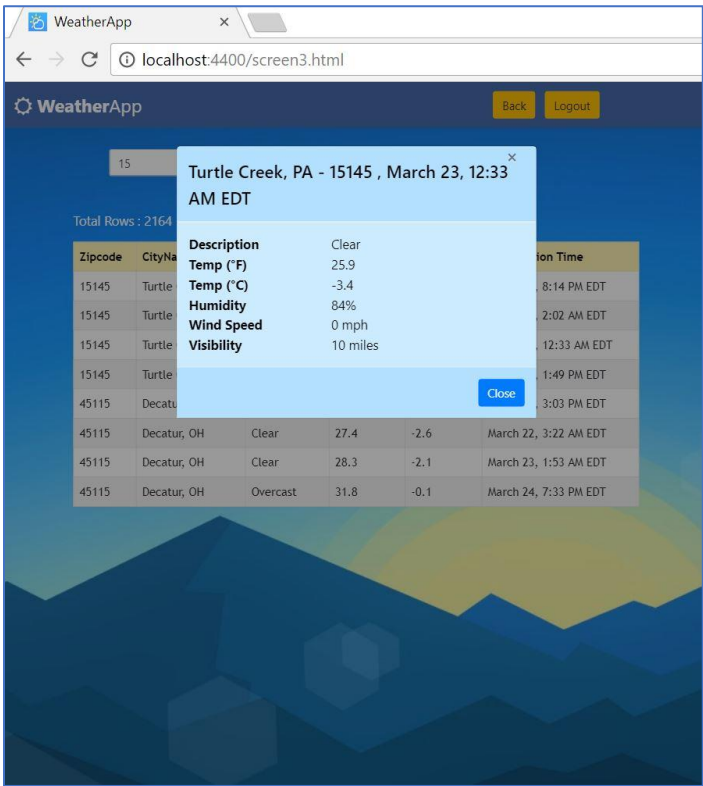 WeatherApp ×
localhost:4400/screen3.html
WeatherApp Back Logout
15
Turtle Creek, PA - 15145 , March 23, 12:33 ×
AM EDT
Total Rows : 2164
Description Clear
Temp (°F) 25.9
Temp (°C) -3.4
Humidity 84%
Wind Speed 0 mph
Visibility 10 miles
Close
Zipcode CityNa ion Time
15145 Turtle , 8:14 PM EDT
15145 Turtle , 2:02 AM EDT
15145 Turtle , 12:33 AM EDT
15145 Turtle , 1:49 PM EDT
45115 Decatu , 3:03 PM EDT
45115 Decatur, OH Clear 27.4 -2.6 March 22, 3:22 AM EDT
45115 Decatur, OH Clear 28.3 -2.1 March 23, 1:53 AM EDT
45115 Decatur, OH Overcast 31.8 -0.1 March 24, 7:33 PM EDT